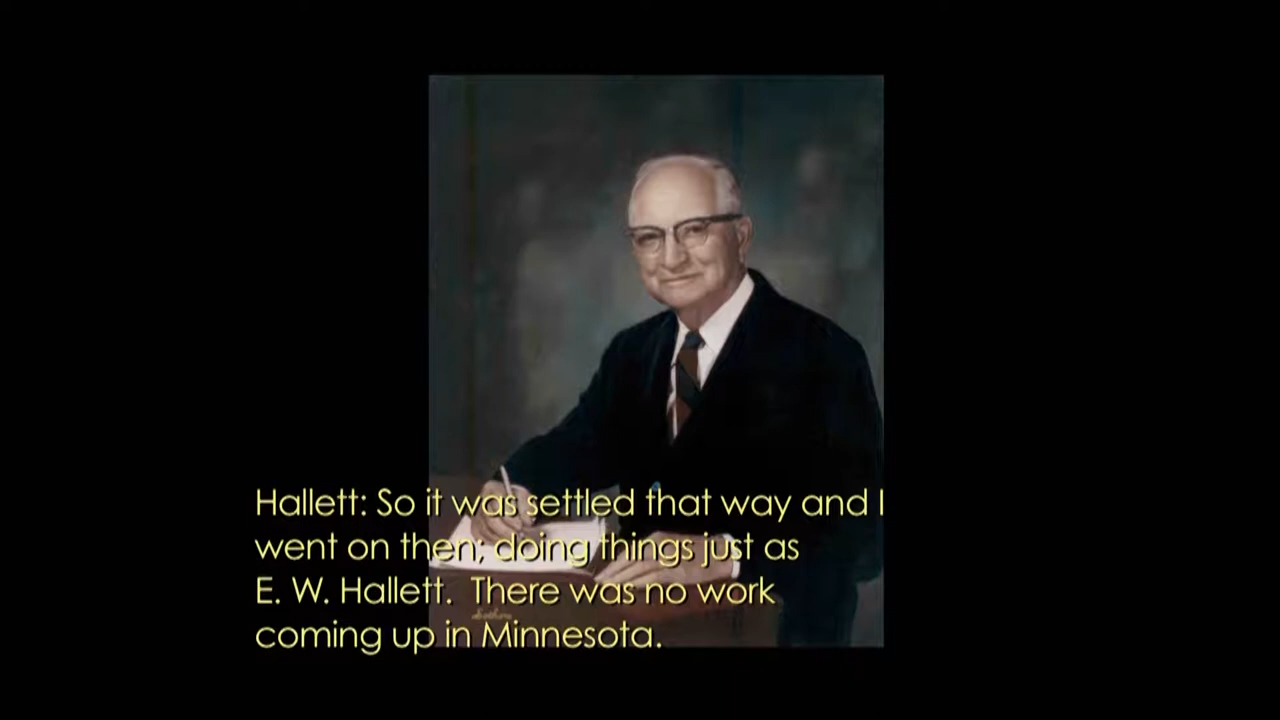 Hallett: So it was settled that way and I
went on then; doing things just as
E. W. Hallett.  There was no work
coming up in Minnesota.